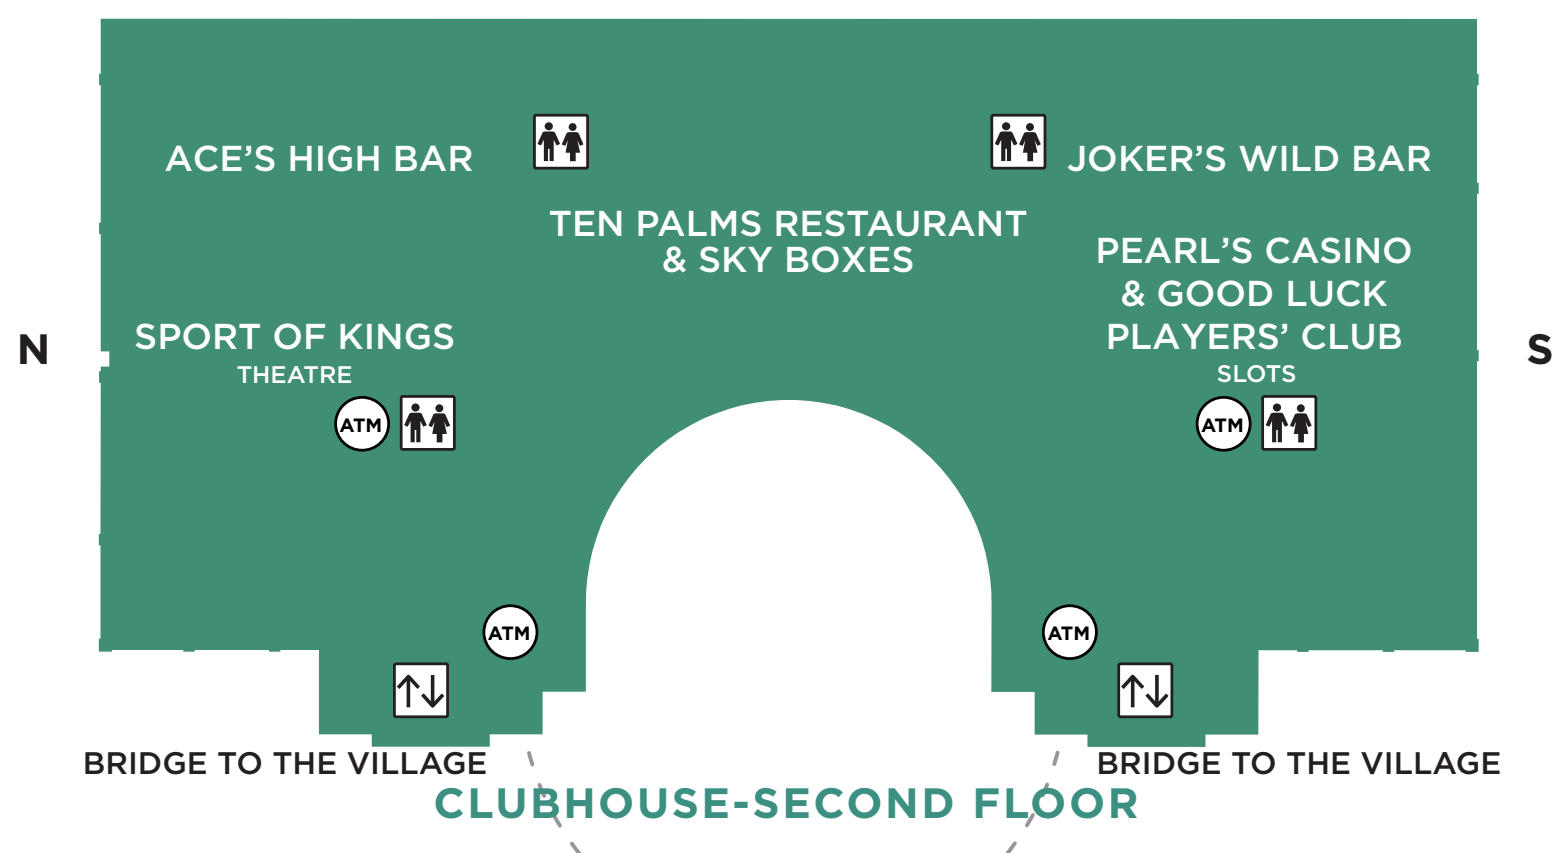 ACE’S HIGH BAR
JOKER’S WILD BAR
TEN PALMS RESTAURANT
& SKY BOXES
PEARL’S CASINO
& GOOD LUCK
PLAYERS’ CLUB
SLOTS
SPORT OF KINGS
THEATRE
N
S
ATM
ATM
ATM
ATM
BRIDGE TO THE VILLAGE
BRIDGE TO THE VILLAGE
CLUBHOUSE-SECOND FLOOR